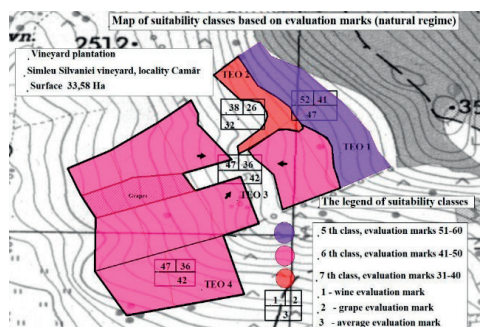 Map of suitability classes based on evaluation marks (natural regime)
vn.
2512
Vineyard plantation
Simleu Silvaniei vineyard, locality Camăr
Surface 33,58 Ha
TEO 2
38 26
32
52 41
47
35
TEO 1
47 36
42
TEO 3
Grapes
The legend of suitability classes
5 th class, evaluation marks 51-60
6 th class, evaluation marks 41-50
7 th class, evaluation marks 31-40
47 36
42
TEO 4
1 2
3
1 - wine evaluation mark
2 - grape evaluation mark
3 - average evaluation mark